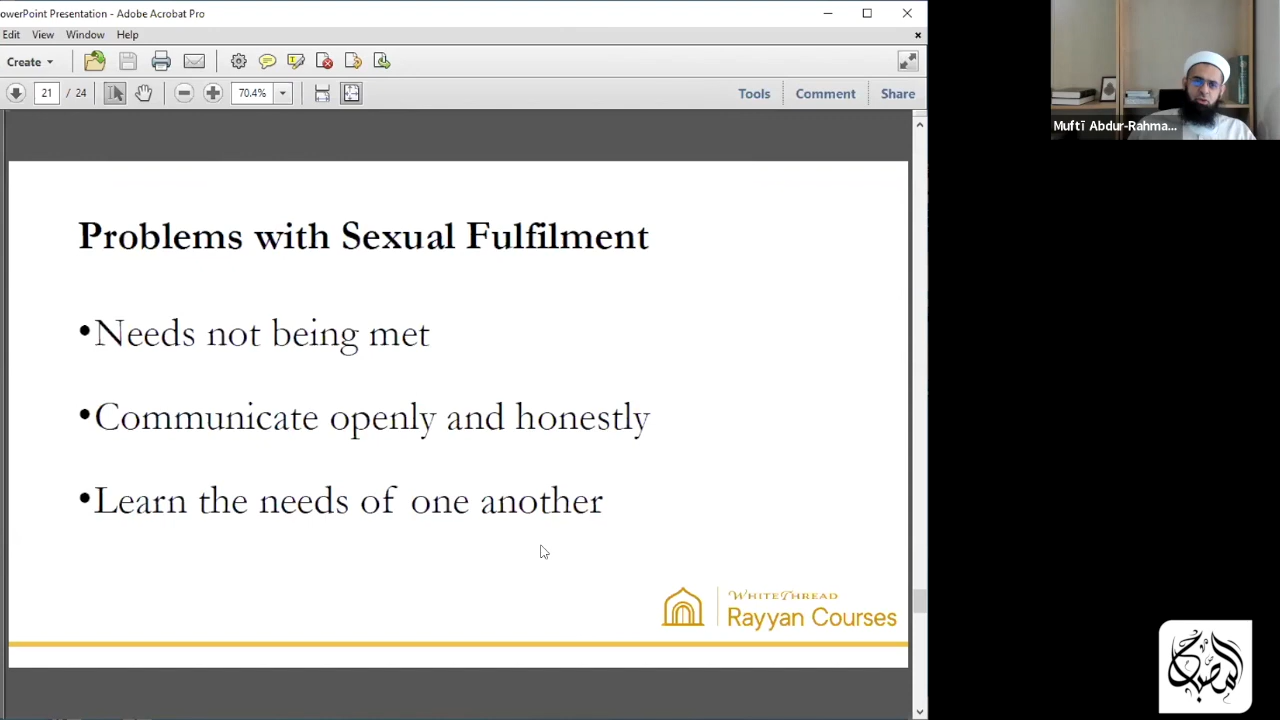 owerPoint Presentation - Adobe Acrobat Pro
Edit View Window Help
Create
21 / 24 70.4% Tools Comment Share
Muftī Abdur-Rahma...
Problems with Sexual Fulfilment
•Needs not being met
•Communicate openly and honestly
•Learn the needs of one another
WHITETHREAD
Rayyan Courses
المصباح